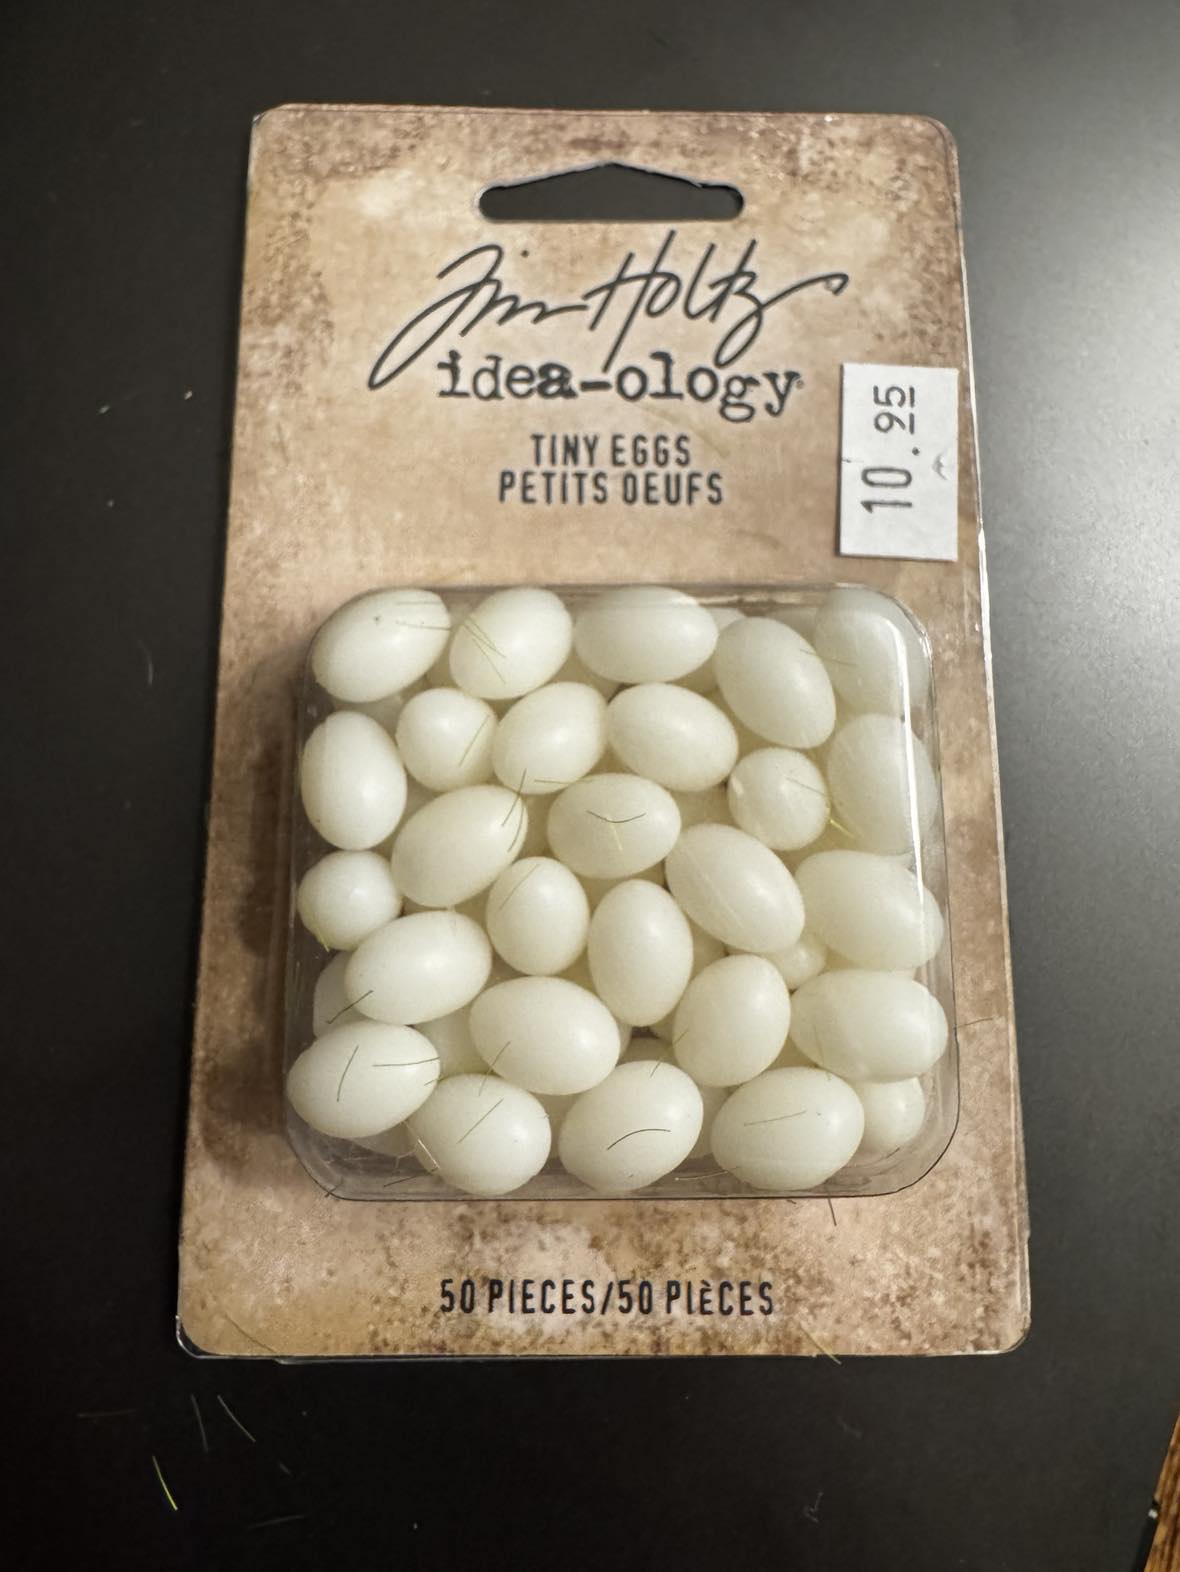 Tim Holtz
idea-ology
TINY EGGS
PETITS OEUFS
10.95
50 PIECES/50 PIÈCES